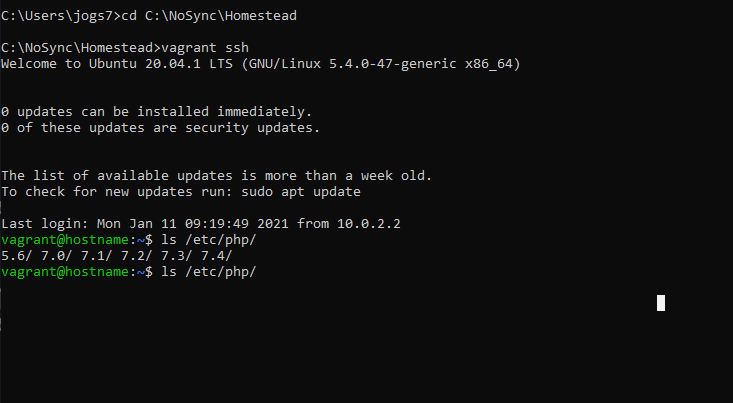 C:\Users\jogs7>cd C:\NoSync\Homestead
C:\NoSync\Homestead>vagrant ssh
Welcome to Ubuntu 20.04.1 LTS (GNU/Linux 5.4.0-47-generic x86_64)
0 updates can be installed immediately.
0 of these updates are security updates.
The list of available updates is more than a week old.
To check for new updates run: sudo apt update
Last login: Mon Jan 11 09:19:49 2021 from 10.0.2.2
vagrant@hostname:~$ ls /etc/php/
5.6/ 7.0/ 7.1/ 7.2/ 7.3/ 7.4/
vagrant@hostname:~$ ls /etc/php/